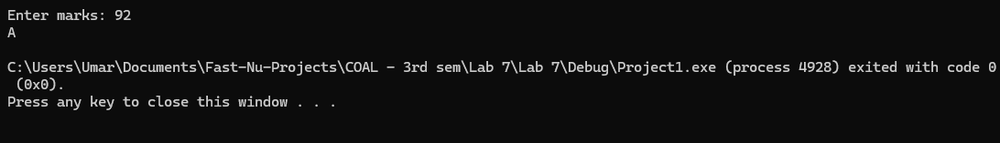 Enter marks: 92
A
C:\Users\Umar\Documents\Fast-Nu-Projects\COAL - 3rd sem\Lab 7\Lab 7\Debug\Project1.exe (process 4928) exited with code 0
(0x0).
Press any key to close this window . . .